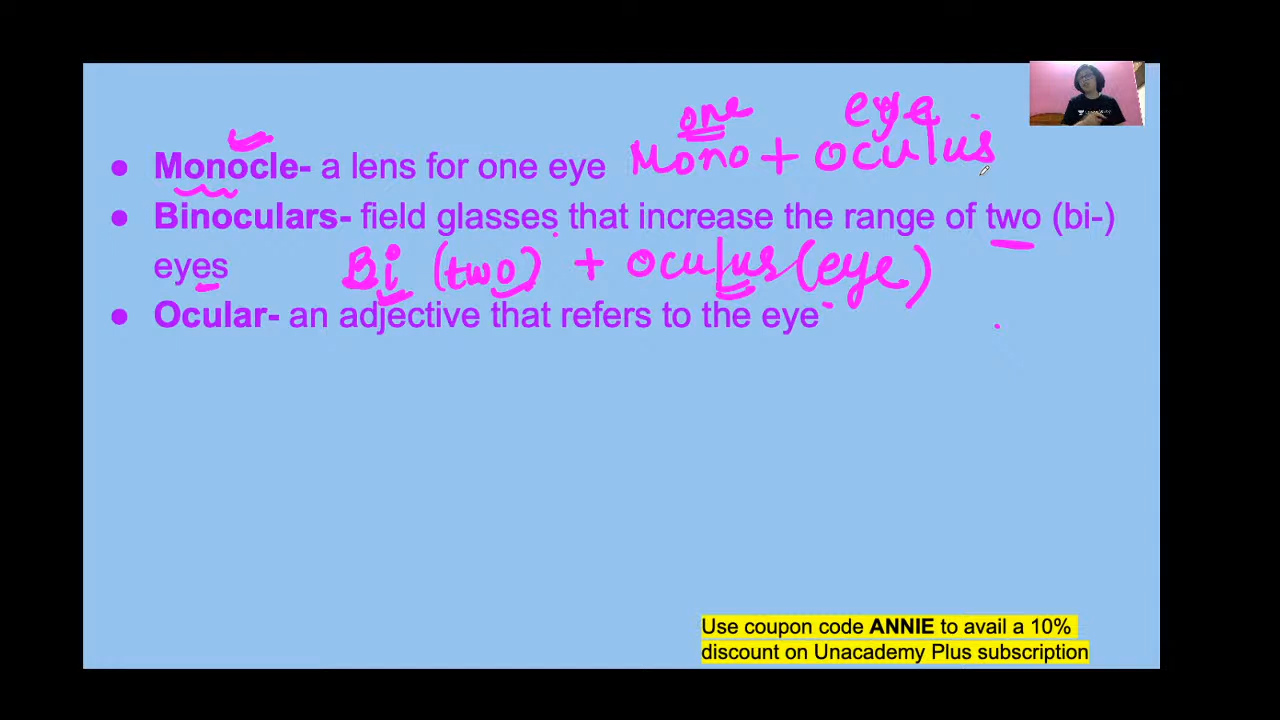 one eye
● Monocle- a lens for one eye Mono + oculus
● Binoculars- field glasses that increase the range of two (bi-)
eyes Bi (two) + oculus (eye)
● Ocular- an adjective that refers to the eye
Use coupon code ANNIE to avail a 10%
discount on Unacademy Plus subscription